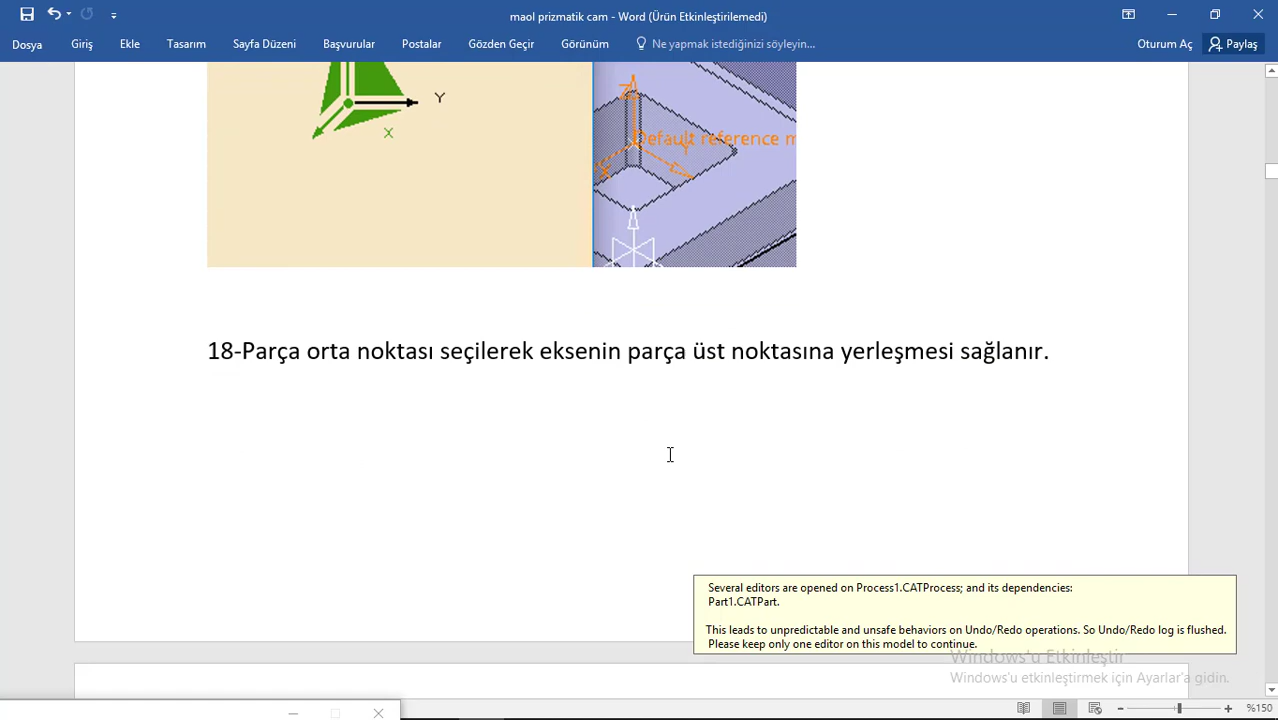 maol prizmatik cam - Word (Ürün Etkinleştirilemedi)
Dosya Giriş Ekle Tasarım Sayfa Düzeni Başvurular Postalar Gözden Geçir Görünüm Ne yapmak istediğinizi söyleyin... Oturum Aç Paylaş
Z
Y
X
Default reference m
Y
X
18-Parça orta noktası seçilerek eksenin parça üst noktasına yerleşmesi sağlanır.
Several editors are opened on Process1.CATProcess; and its dependencies:
Part1.CATPart.
This leads to unpredictable and unsafe behaviors on Undo/Redo operations. So Undo/Redo log is flushed.
Please keep only one editor on this model to continue.
Windows'u Etkinleştir
Windows'u etkinleştirmek için Ayarlar'a gidin.
%150